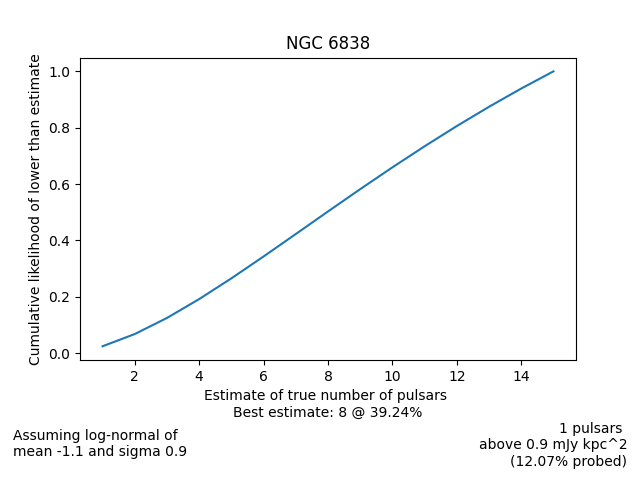 NGC 6838
Cumulative likelihood of lower than estimate
1.0
0.8
0.6
0.4
0.2
0.0
2 4 6 8 10 12 14
Estimate of true number of pulsars
Best estimate: 8 @ 39.24%
Assuming log-normal of
mean -1.1 and sigma 0.9
1 pulsars
above 0.9 mJy kpc^2
(12.07% probed)